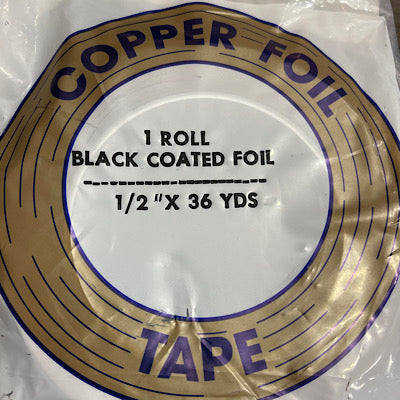 COPPER FOIL
1 ROLL
BLACK COATED FOIL
1/2 "X 36 YDS
TAPE